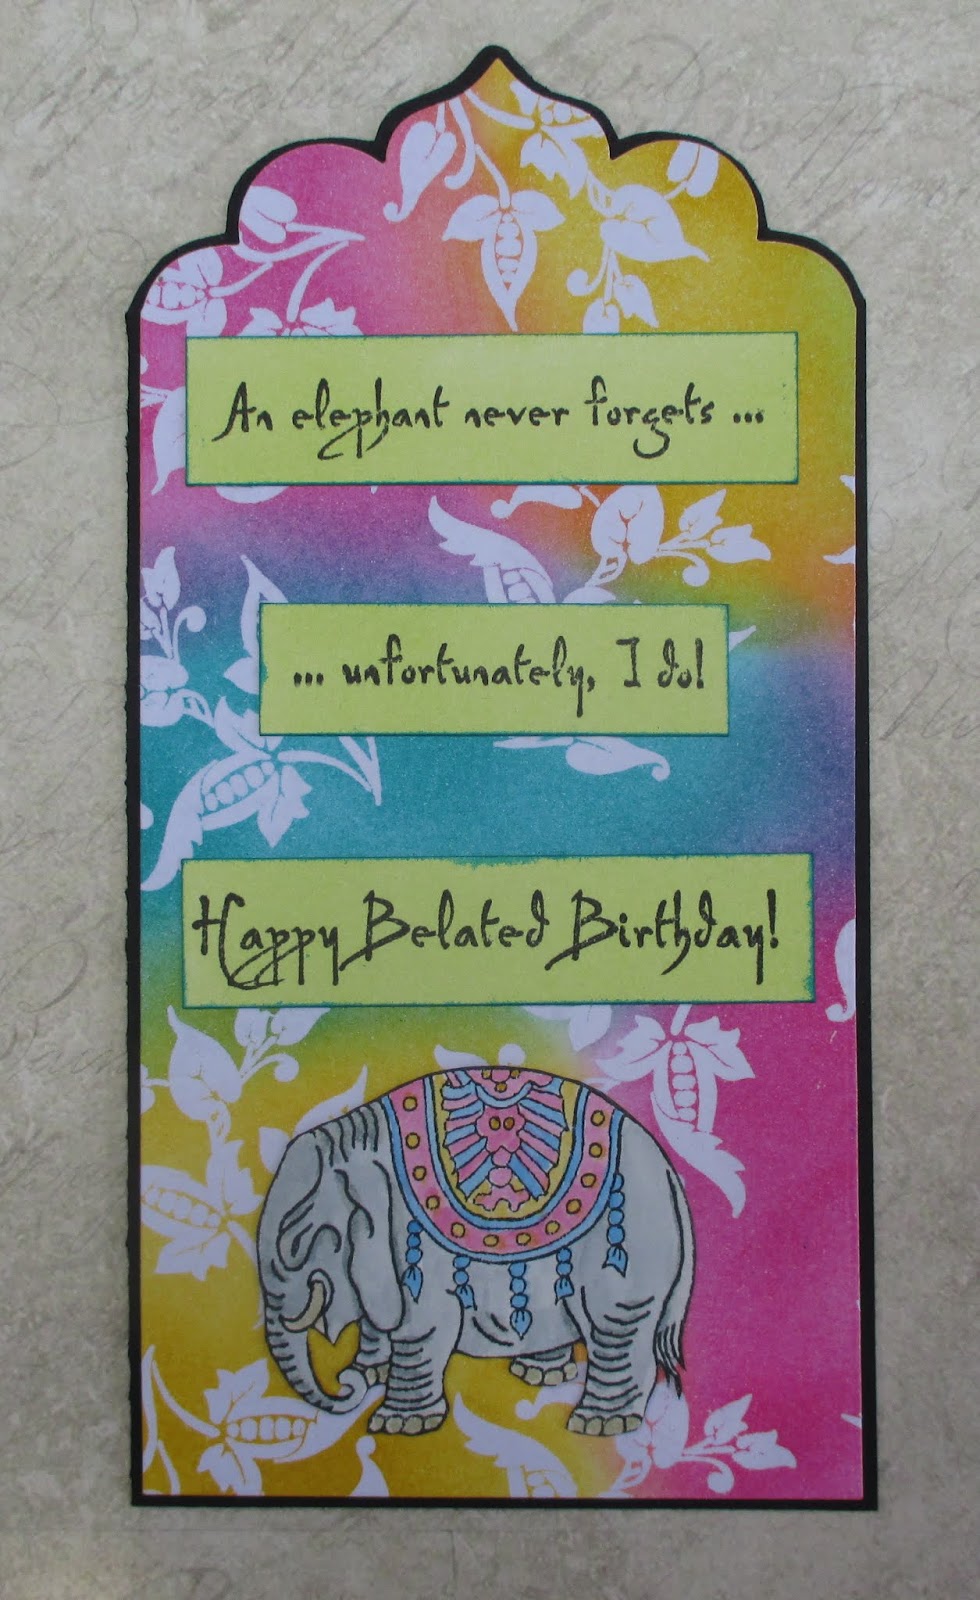 An elephant never forgets ...
... unfortunately, I do!
Happy Belated Birthday!